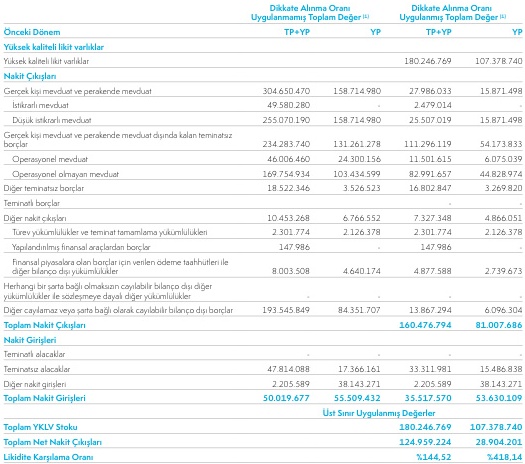 Dikkate Alınma Oranı Uygulanmamış Toplam Değer (1) Dikkate Alınma Oranı Uygulanmış Toplam Değer (1)
Önceki Dönem TP+YP YP TP+YP YP
Yüksek kaliteli likit varlıklar
Yüksek kaliteli likit varlıklar 180.246.769 107.378.740
Nakit Çıkışları
Gerçek kişi mevduat ve perakende mevduat 304.650.470 158.714.980 27.986.033 15.871.498
İstikrarlı mevduat 49.580.280 - 2.479.014 -
Düşük istikrarlı mevduat 255.070.190 158.714.980 25.507.019 15.871.498
Gerçek kişi mevduat ve perakende mevduat dışında kalan teminatsız
borçlar 234.283.740 131.261.278 111.296.119 54.173.833
Operasyonel mevduat 46.006.460 24.300.156 11.501.615 6.075.039
Operasyonel olmayan mevduat 169.754.934 103.434.599 82.991.657 44.828.974
Diğer teminatsız borçlar 18.522.346 3.526.523 16.802.847 3.269.820
Teminatlı borçlar - -
Diğer nakit çıkışları 10.453.268 6.766.552 7.327.348 4.866.051
Türev yükümlülükler ve teminat tamamlama yükümlülükleri 2.301.774 2.126.378 2.301.774 2.126.378
Yapılandırılmış finansal araçlardan borçlar 147.986 - 147.986 -
Finansal piyasalara olan borçlar için verilen ödeme taahhütleri ile
diğer bilanço dışı yükümlülükler 8.003.508 4.640.174 4.877.588 2.739.673
Herhangi bir şarta bağlı olmaksızın cayılabilir bilanço dışı diğer
yükümlülükler ile sözleşmeye dayalı diğer yükümlülükler - - - -
Diğer cayılamaz veya şarta bağlı olarak cayılabilir bilanço dışı borçlar 193.545.849 84.351.707 13.867.294 6.096.304
Toplam Nakit Çıkışları 160.476.794 81.007.686
Nakit Girişleri
Teminatlı alacaklar - - - -
Teminatsız alacaklar 47.814.088 17.366.161 33.311.981 15.486.838
Diğer nakit girişleri 2.205.589 38.143.271 2.205.589 38.143.271
Toplam Nakit Girişleri 50.019.677 55.509.432 35.517.570 53.630.109
Üst Sınır Uygulanmış Değerler
Toplam YKLV Stoku 180.246.769 107.378.740
Toplam Net Nakit Çıkışları 124.959.224 28.904.201
Likidite Karşılama Oranı %144,52 %418,14